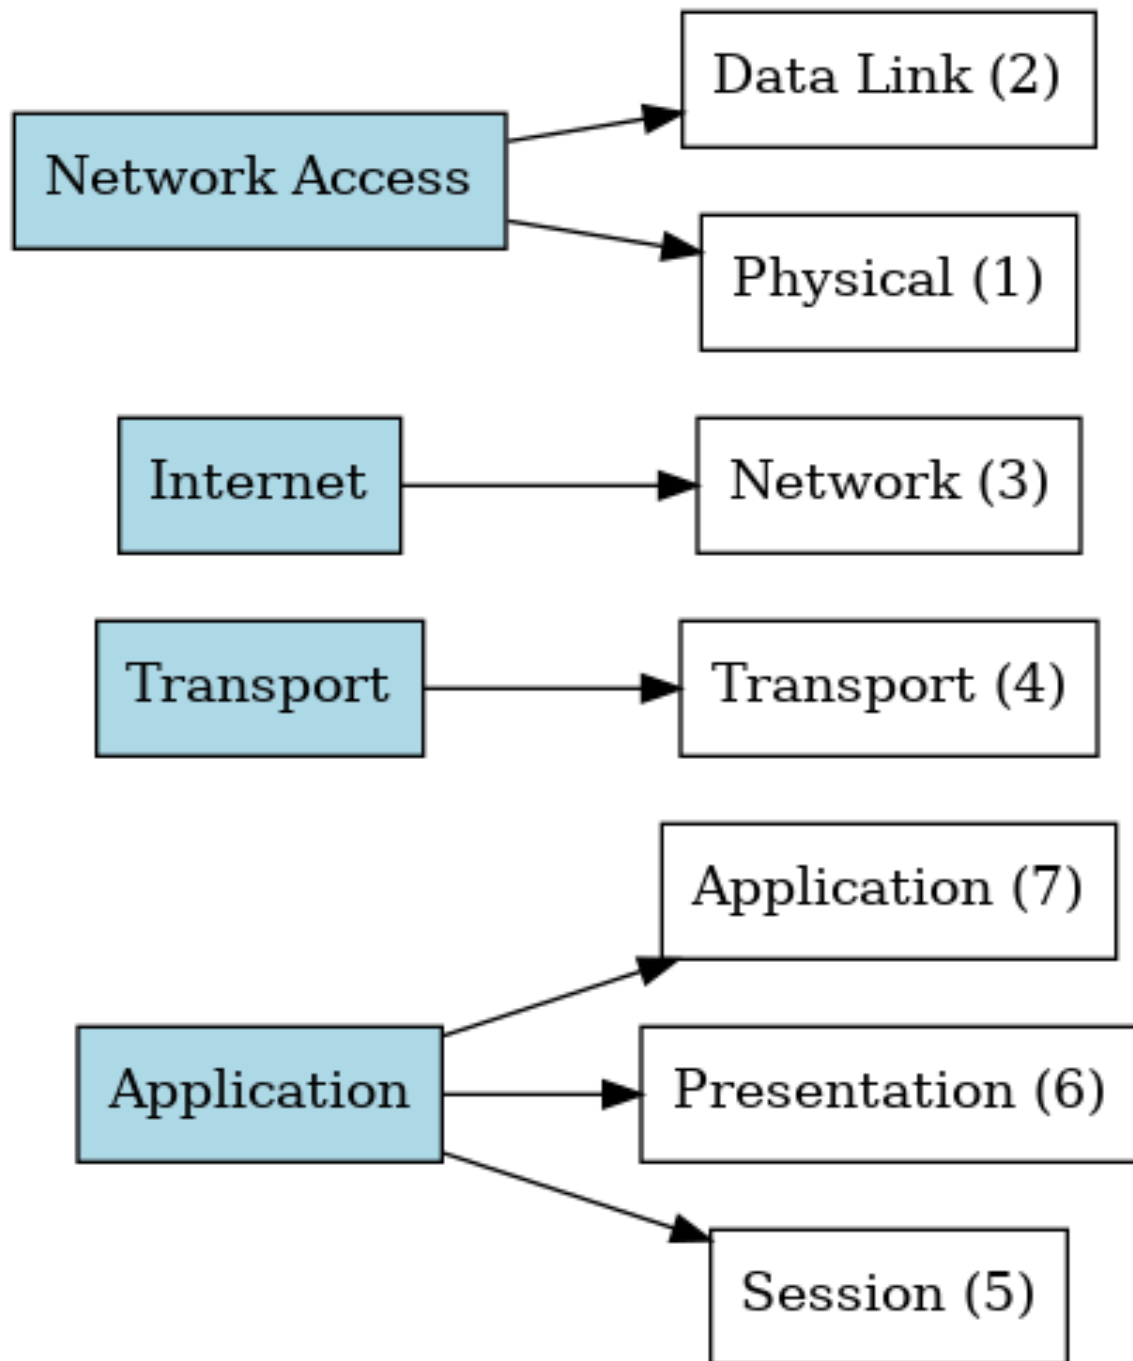 Network Access
Data Link (2)
Physical (1)
Internet
Network (3)
Transport
Transport (4)
Application
Application (7)
Presentation (6)
Session (5)